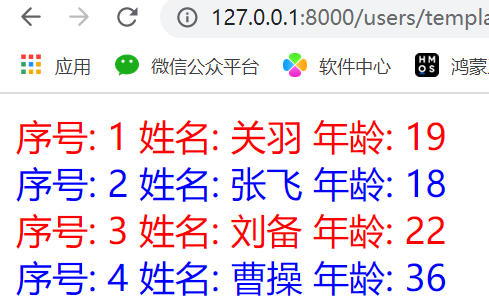 127.0.0.1:8000/users/templa
应用 微信公众平台 软件中心 HM OS 鸿蒙
序号: 1 姓名: 关羽 年龄: 19
序号: 2 姓名: 张飞 年龄: 18
序号: 3 姓名: 刘备 年龄: 22
序号: 4 姓名: 曹操 年龄: 36